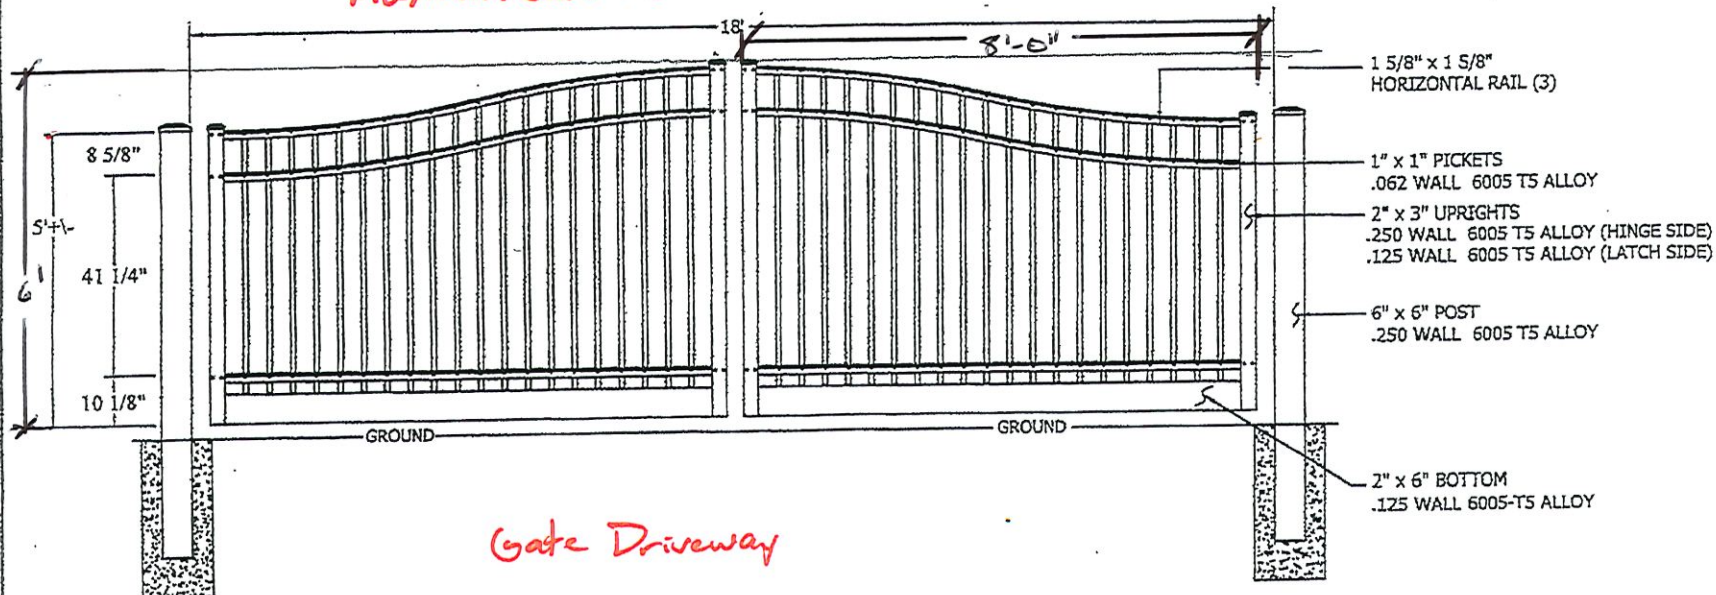 18'
8'-0"
1 5/8" x 1 5/8"
HORIZONTAL RAIL (3)
8 5/8"
1" x 1" PICKETS
.062 WALL 6005 T5 ALLOY
2" x 3" UPRIGHTS
.250 WALL 6005 T5 ALLOY (HINGE SIDE)
.125 WALL 6005 T5 ALLOY (LATCH SIDE)
5'+\-
41 1/4"
6'
6" x 6" POST
.250 WALL 6005 T5 ALLOY
10 1/8"
GROUND
GROUND
2" x 6" BOTTOM
.125 WALL 6005-T5 ALLOY
Gate Driveway